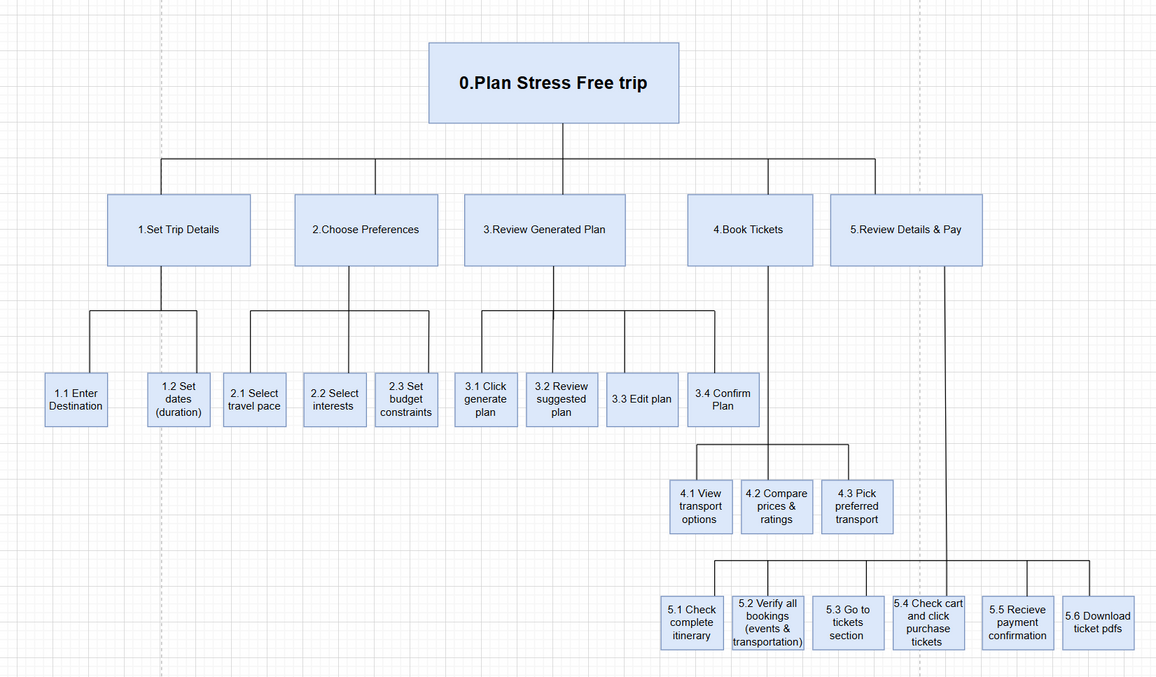 0.Plan Stress Free trip
1.Set Trip Details
2.Choose Preferences
3.Review Generated Plan
4.Book Tickets
5.Review Details & Pay
1.1 Enter
Destination
1.2 Set
dates
(duration)
2.1 Select
travel pace
2.2 Select
interests
2.3 Set
budget
constraints
3.1 Click
generate
plan
3.2 Review
suggested
plan
3.3 Edit plan
3.4 Confirm
Plan
4.1 View
transport
options
4.2 Compare
prices &
ratings
4.3 Pick
preferred
transport
5.1 Check
complete
itinerary
5.2 Verify all
bookings
(events &
transportation)
5.3 Go to
tickets
section
5.4 Check cart
and click
purchase
tickets
5.5 Recieve
payment
confirmation
5.6 Download
ticket pdfs